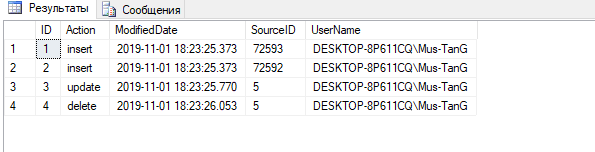 Результаты Сообщения
ID Action ModifiedDate SourceID UserName
1 1 insert 2019-11-01 18:23:25.373 72593 DESKTOP-8P611CQ\Mus-TanG
2 2 insert 2019-11-01 18:23:25.373 72592 DESKTOP-8P611CQ\Mus-TanG
3 3 update 2019-11-01 18:23:25.770 5 DESKTOP-8P611CQ\Mus-TanG
4 4 delete 2019-11-01 18:23:26.053 5 DESKTOP-8P611CQ\Mus-TanG